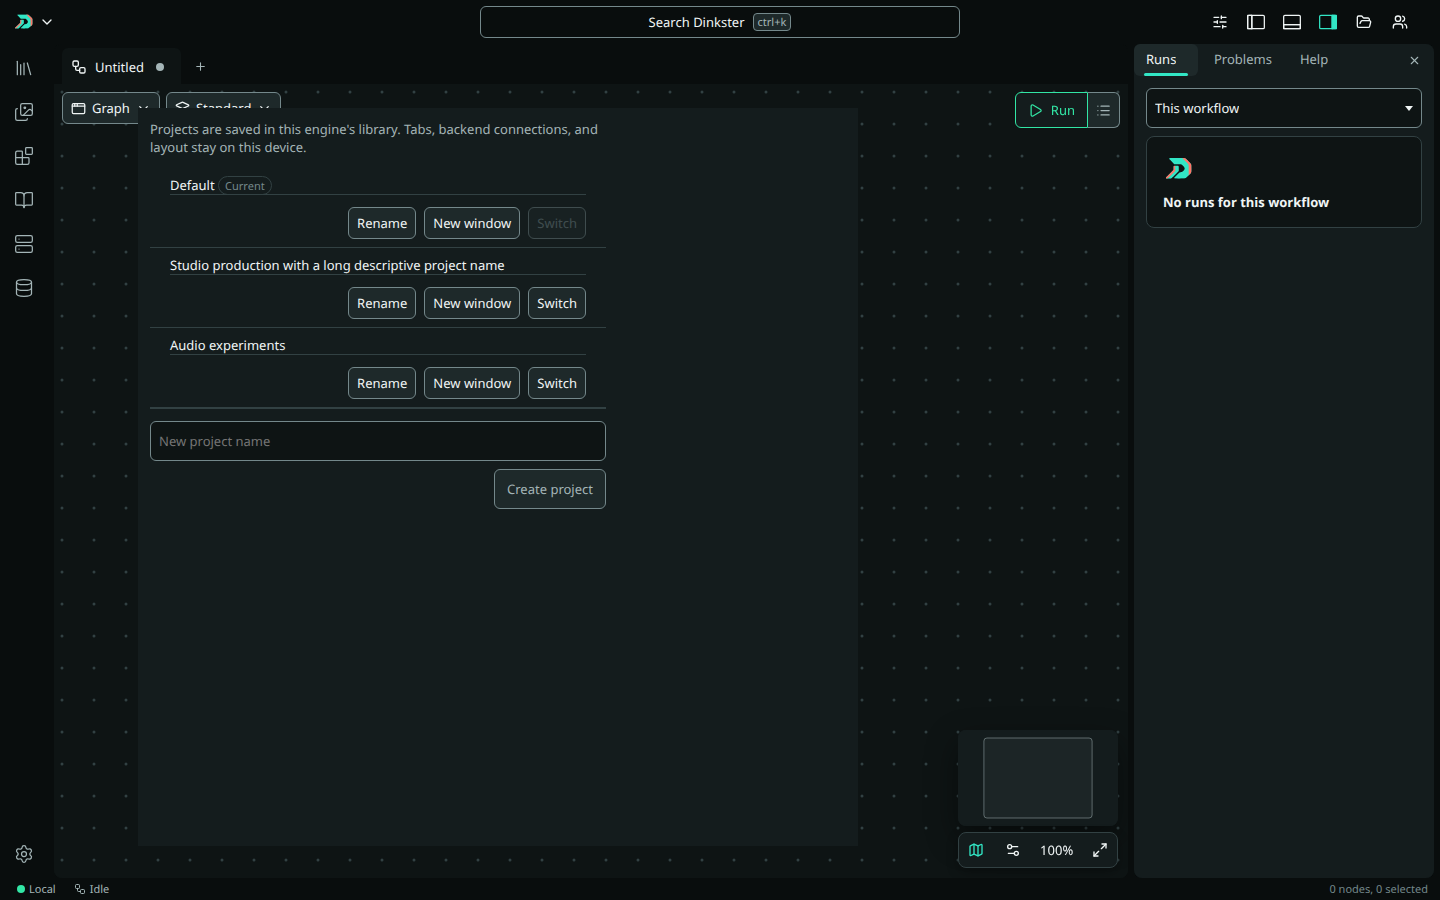 Search Dinkster ctrl+k
Untitled
Runs Problems Help
Graph Standard
Run
This workflow
No runs for this workflow
Projects are saved in this engine's library. Tabs, backend connections, and
layout stay on this device.
Default Current
Rename New window Switch
Studio production with a long descriptive project name
Rename New window Switch
Audio experiments
Rename New window Switch
New project name
Create project
100%
Local Idle
0 nodes, 0 selected